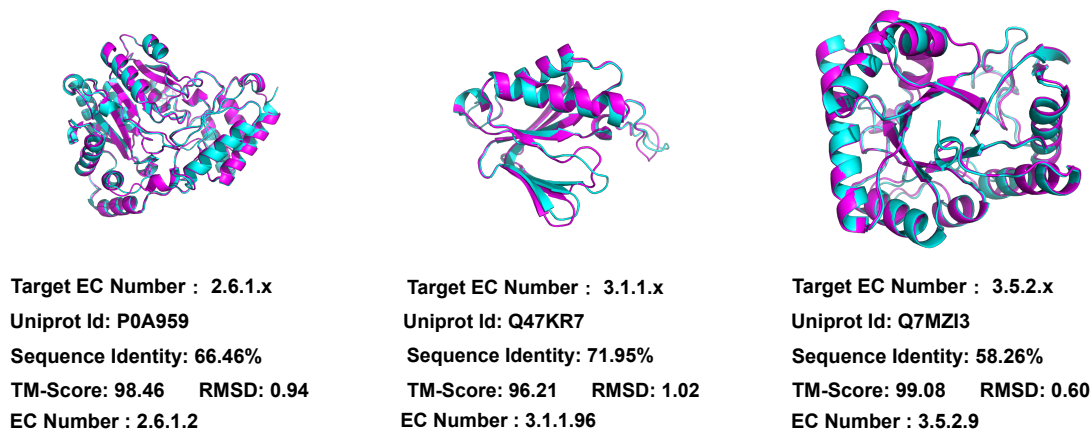 Target EC Number : 2.6.1.x
Uniprot Id: P0A959
Sequence Identity: 66.46%
TM-Score: 98.46 RMSD: 0.94
EC Number : 2.6.1.2
Target EC Number : 3.1.1.x
Uniprot Id: Q47KR7
Sequence Identity: 71.95%
TM-Score: 96.21 RMSD: 1.02
EC Number : 3.1.1.96
Target EC Number : 3.5.2.x
Uniprot Id: Q7MZI3
Sequence Identity: 58.26%
TM-Score: 99.08 RMSD: 0.60
EC Number : 3.5.2.9